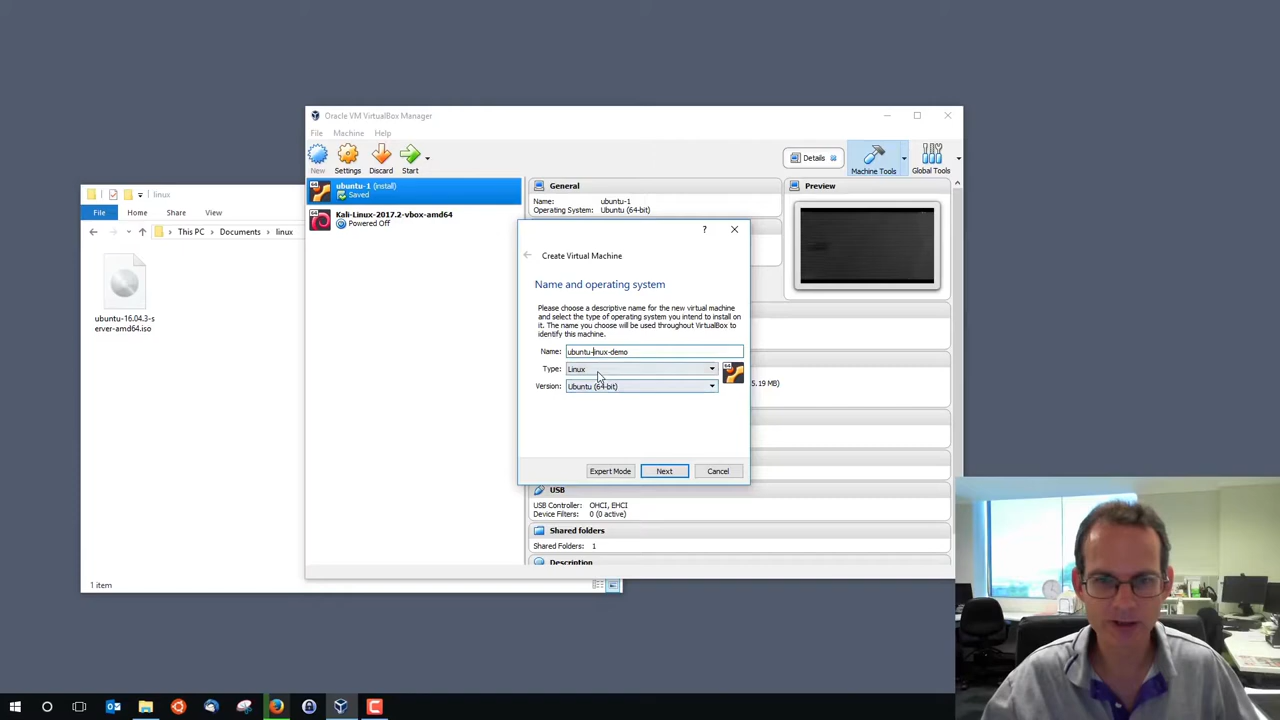 Oracle VM VirtualBox Manager
File Machine Help
New Settings Discard Start
Details
Machine Tools
Global Tools
ubuntu-1 (install)
Saved
Kali-Linux-2017.2-vbox-amd64
Powered Off
General
Name: ubuntu-1
Operating System: Ubuntu (64-bit)
Preview
linux
File Home Share View
This PC Documents linux
ubuntu-16.04.3-s
erver-amd64.iso
1 item
?
Create Virtual Machine
Name and operating system
Please choose a descriptive name for the new virtual machine
and select the type of operating system you intend to install on
it. The name you choose will be used throughout VirtualBox to
identify this machine.
Name: ubuntu-linux-demo
Type: Linux
Version: Ubuntu (64-bit)
64
Expert Mode Next Cancel
5.19 MB)
USB
USB Controller: OHCI, EHCI
Device Filters: 0 (0 active)
Shared folders
Shared Folders: 1
Description